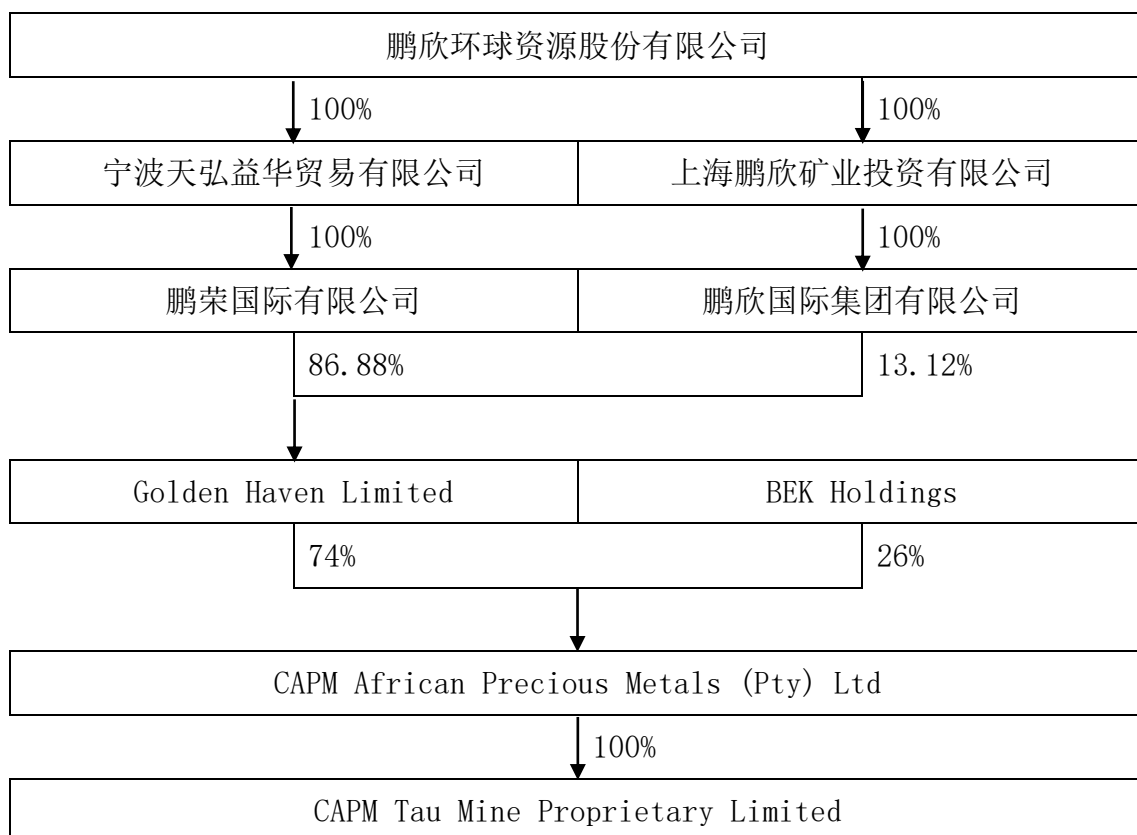 鹏欣环球资源股份有限公司
100%
100%
宁波天弘益华贸易有限公司
上海鹏欣矿业投资有限公司
100%
100%
鹏荣国际有限公司
鹏欣国际集团有限公司
86.88%
13.12%
Golden Haven Limited
BEK Holdings
74%
26%
CAPM African Precious Metals (Pty) Ltd
100%
CAPM Tau Mine Proprietary Limited